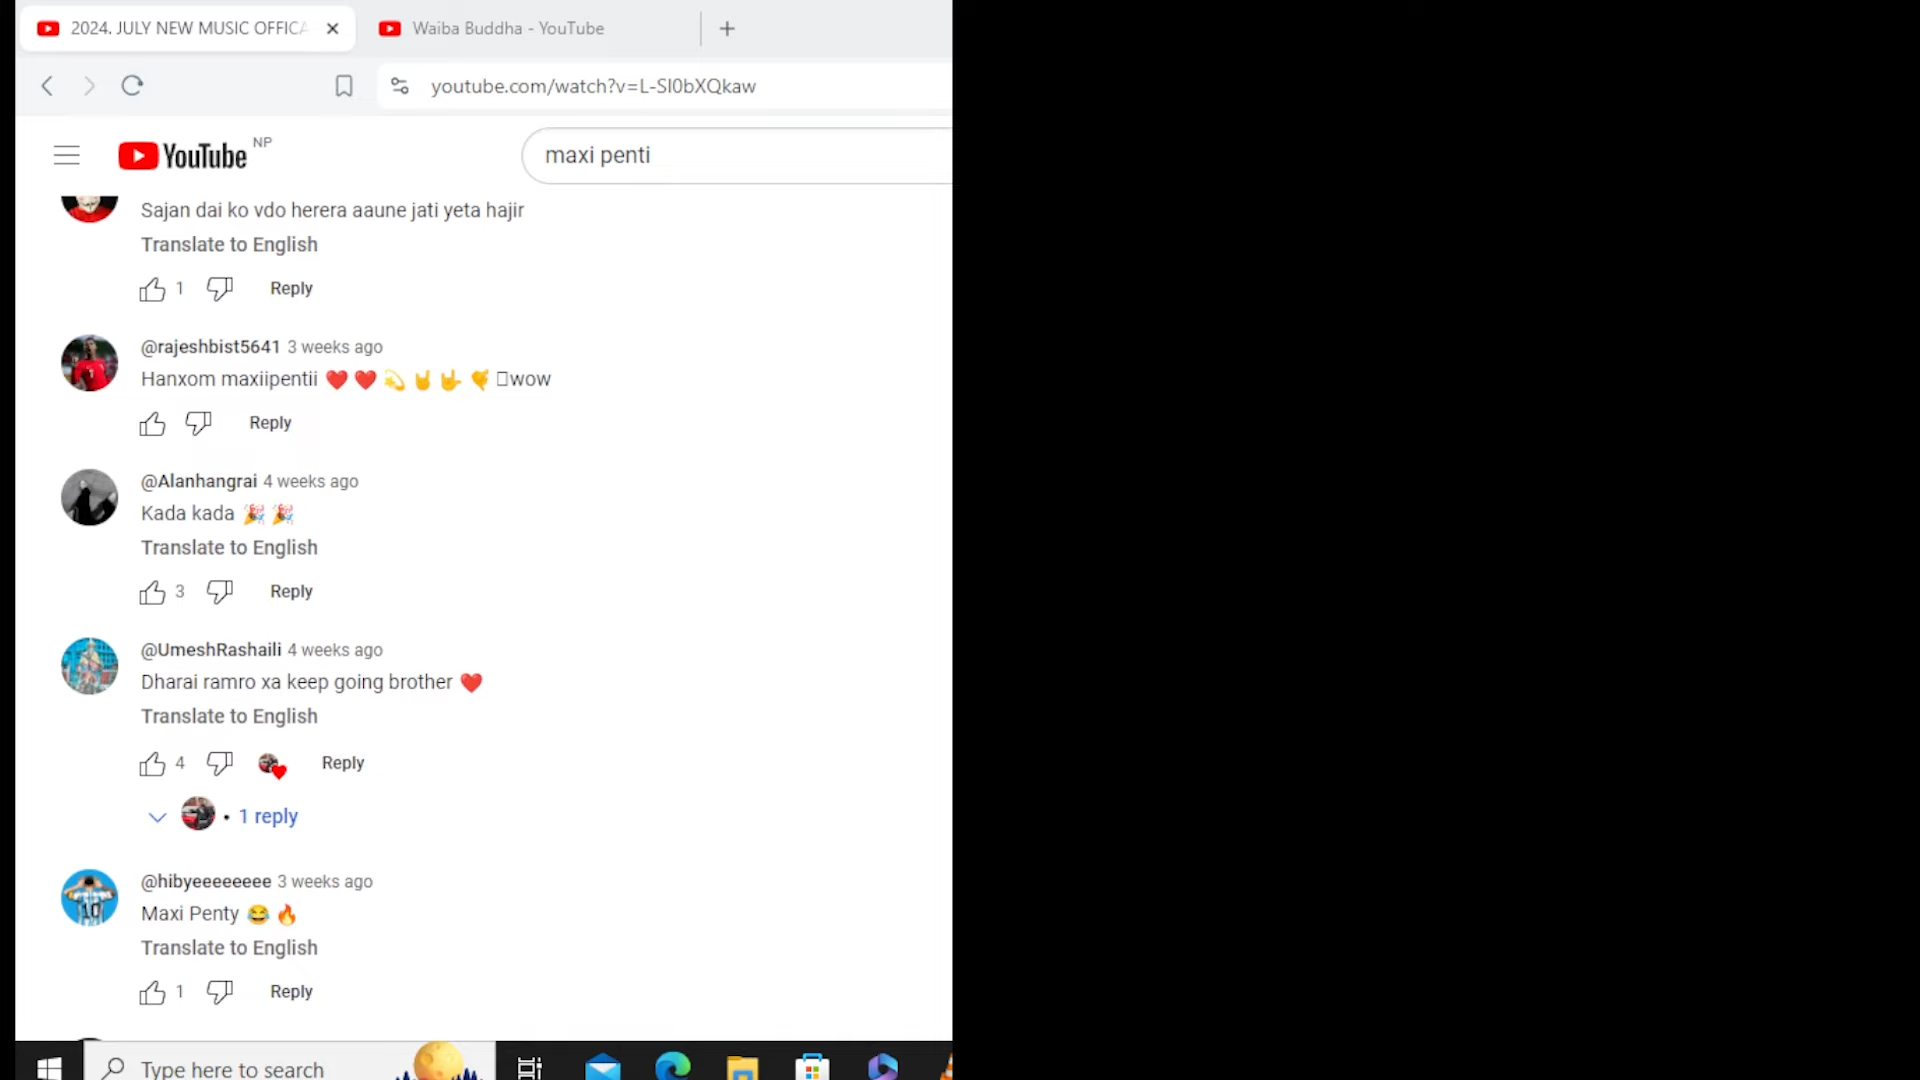 2024. JULY NEW MUSIC OFFICA
Waiba Buddha - YouTube
youtube.com/watch?v=L-SI0bXQkaw
YouTube NP
maxi penti
Sajan dai ko vdo herera aaune jati yeta hajir
Translate to English
1 Reply
@rajeshbist5641 3 weeks ago
Hanxom maxiipentii ❤️❤️💫🤘🤟🫰wow
Reply
@Alanhangrai 4 weeks ago
Kada kada 🎉🎉
Translate to English
3 Reply
@UmeshRashaili 4 weeks ago
Dharai ramro xa keep going brother ❤️
Translate to English
4 Reply
• 1 reply
@hibyeeeeeeee 3 weeks ago
Maxi Penty 😂🔥
Translate to English
1 Reply
Type here to search